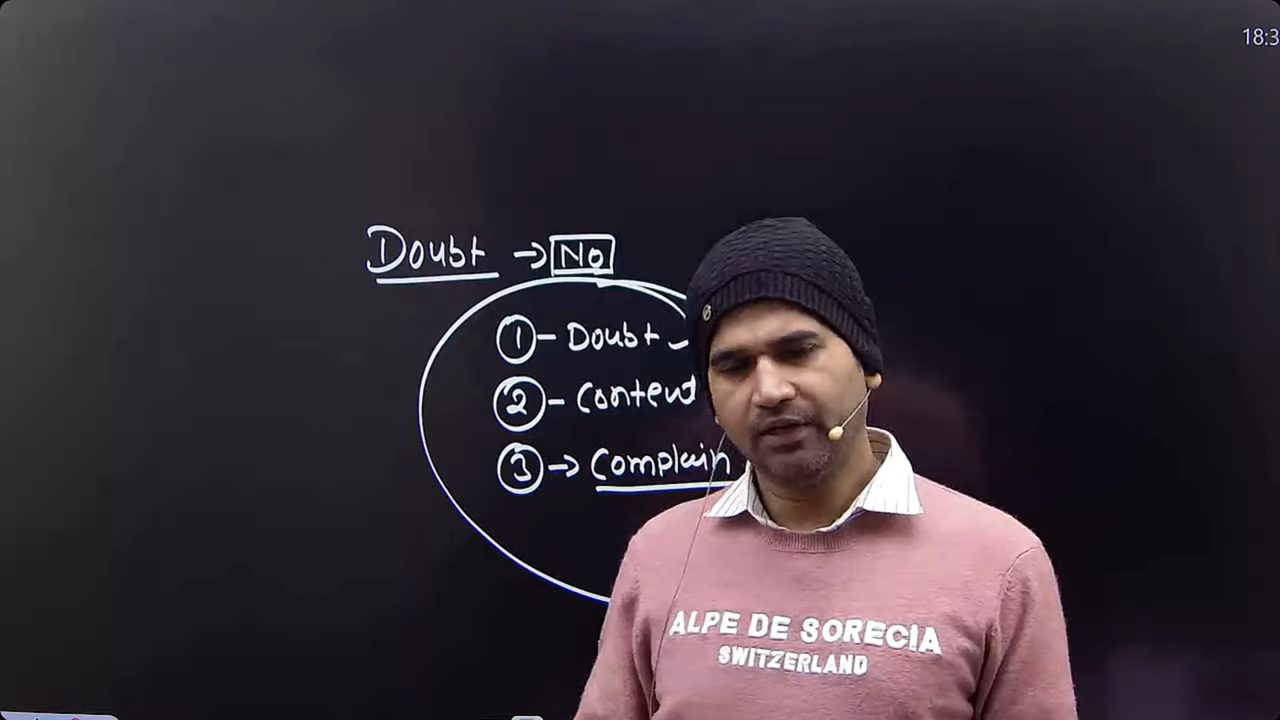 18:3
Doubt → No
1 - Doubt -
2 - Content
3 → Complain
ALPE DE SORECIA
SWITZERLAND